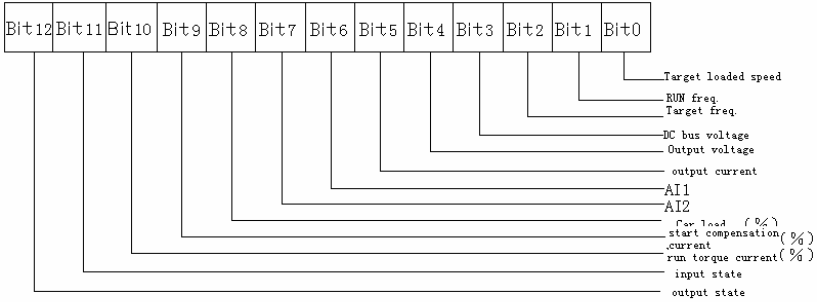 Bit12 Bit11 Bit10 Bit9 Bit8 Bit7 Bit6 Bit5 Bit4 Bit3 Bit2 Bit1 Bit0
Target loaded speed
RUN freq.
Target freq.
DC bus voltage
Output voltage
output current
AI1
AI2
Car load (%)
start compensation(%)
.current
run torque current(%)
input state
output state